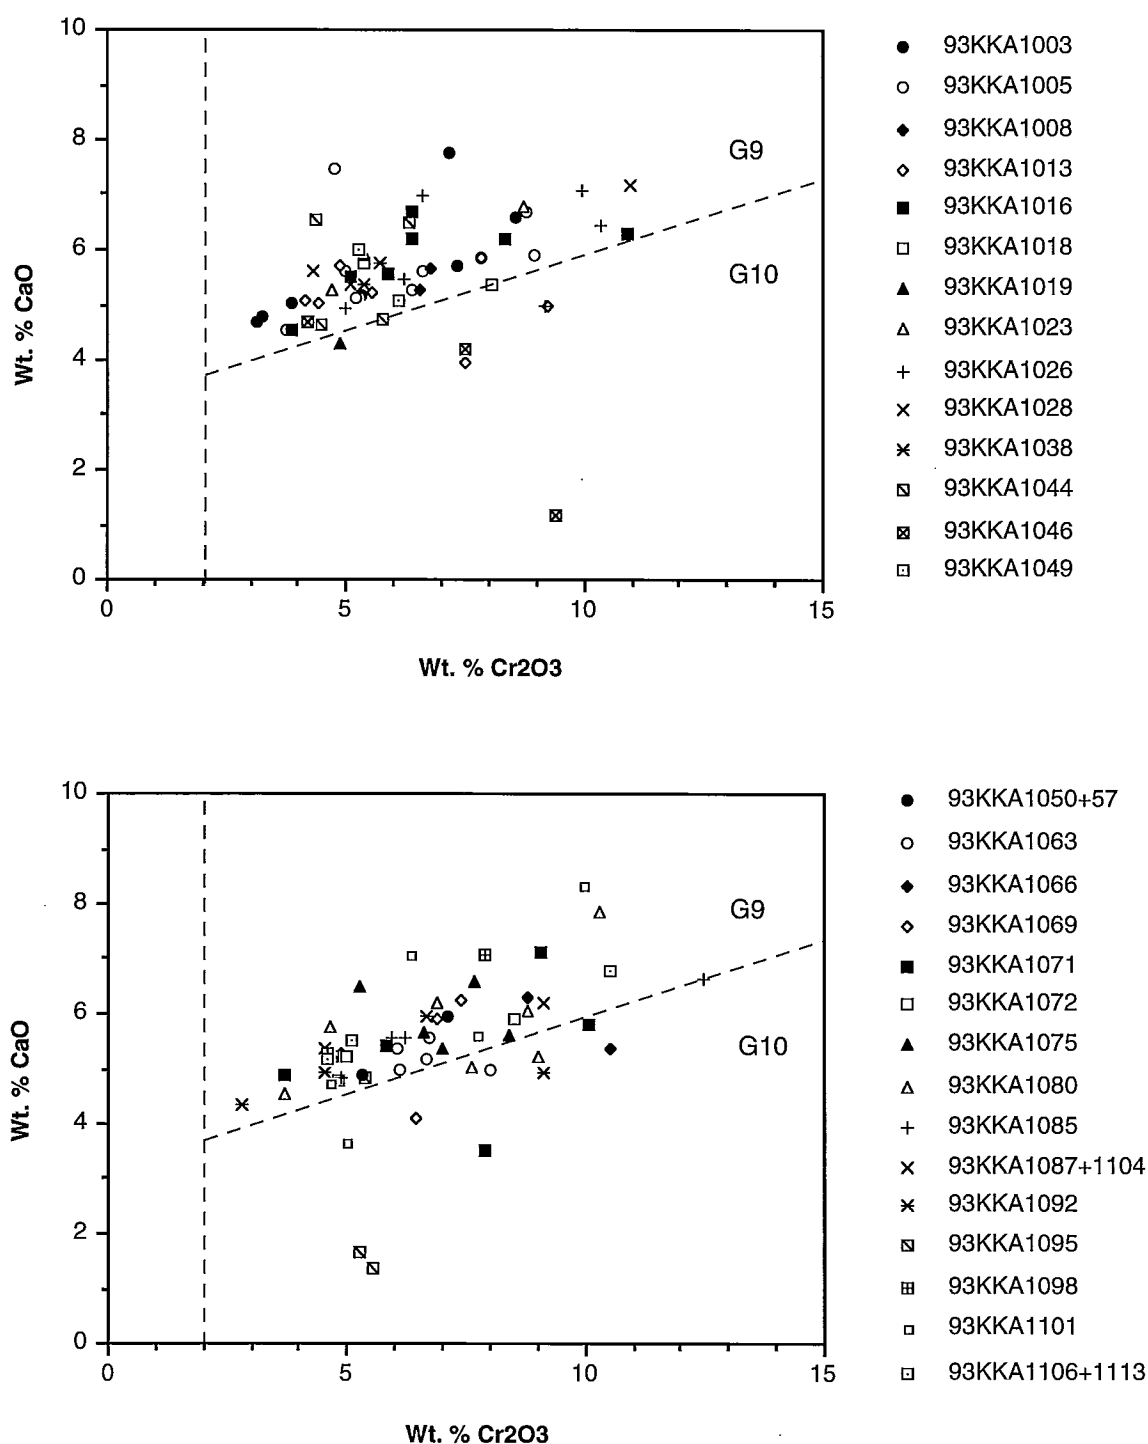 10
8
6
4
2
0
0 5 10 15
Wt. % CaO
Wt. % Cr2O3
G9
G10
93KKA1003
93KKA1005
93KKA1008
93KKA1013
93KKA1016
93KKA1018
93KKA1019
93KKA1023
93KKA1026
93KKA1028
93KKA1038
93KKA1044
93KKA1046
93KKA1049
10
8
6
4
2
0
0 5 10 15
Wt. % CaO
Wt. % Cr2O3
G9
G10
93KKA1050+57
93KKA1063
93KKA1066
93KKA1069
93KKA1071
93KKA1072
93KKA1075
93KKA1080
93KKA1085
93KKA1087+1104
93KKA1092
93KKA1095
93KKA1098
93KKA1101
93KKA1106+1113